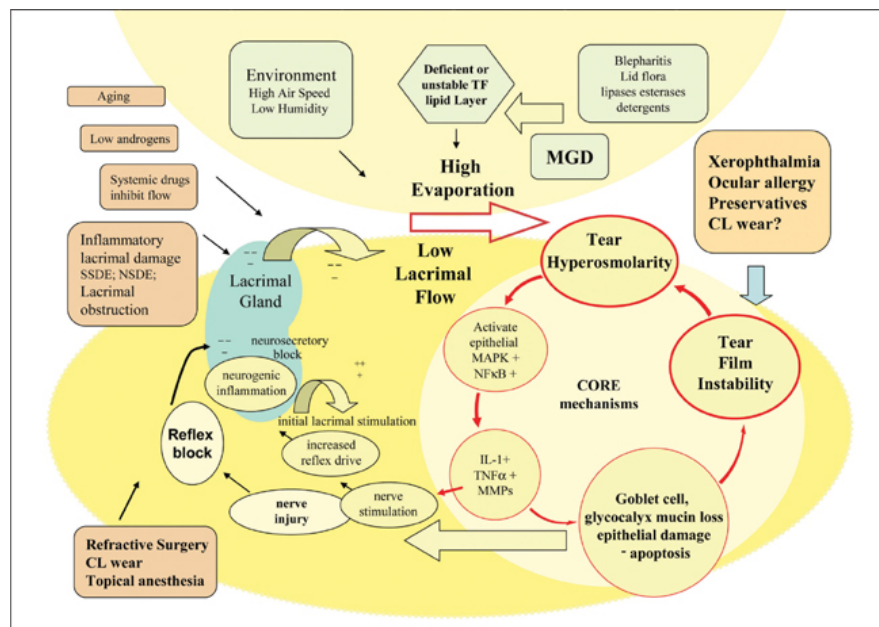 Environment
High Air Speed
Low Humidity
Deficient or
unstable TF
lipid Layer
Blepharitis
Lid flora
lipases esterases
detergents
Aging
Low androgens
Systemic drugs
inhibit flow
Inflammatory
lacrimal damage
SSDE; NSDE;
Lacrimal
obstruction
MGD
High
Evaporation
Xerophthalmia
Ocular allergy
Preservatives
CL wear?
Low
Lacrimal
Flow
Tear
Hyperosmolarity
-- 
-
-- 
-
Lacrimal
Gland
Activate
epithelial
MAPK +
NFκB +
Tear
Film
Instability
CORE
mechanisms
--
-
neurosecretory
block
++
+
neurogenic
inflammation
initial lacrimal stimulation
Reflex
block
increased
reflex drive
IL-1+
TNFα +
MMPs
nerve
injury
nerve
stimulation
Goblet cell,
glycocalyx mucin loss
epithelial damage
- apoptosis
Refractive Surgery
CL wear
Topical anesthesia